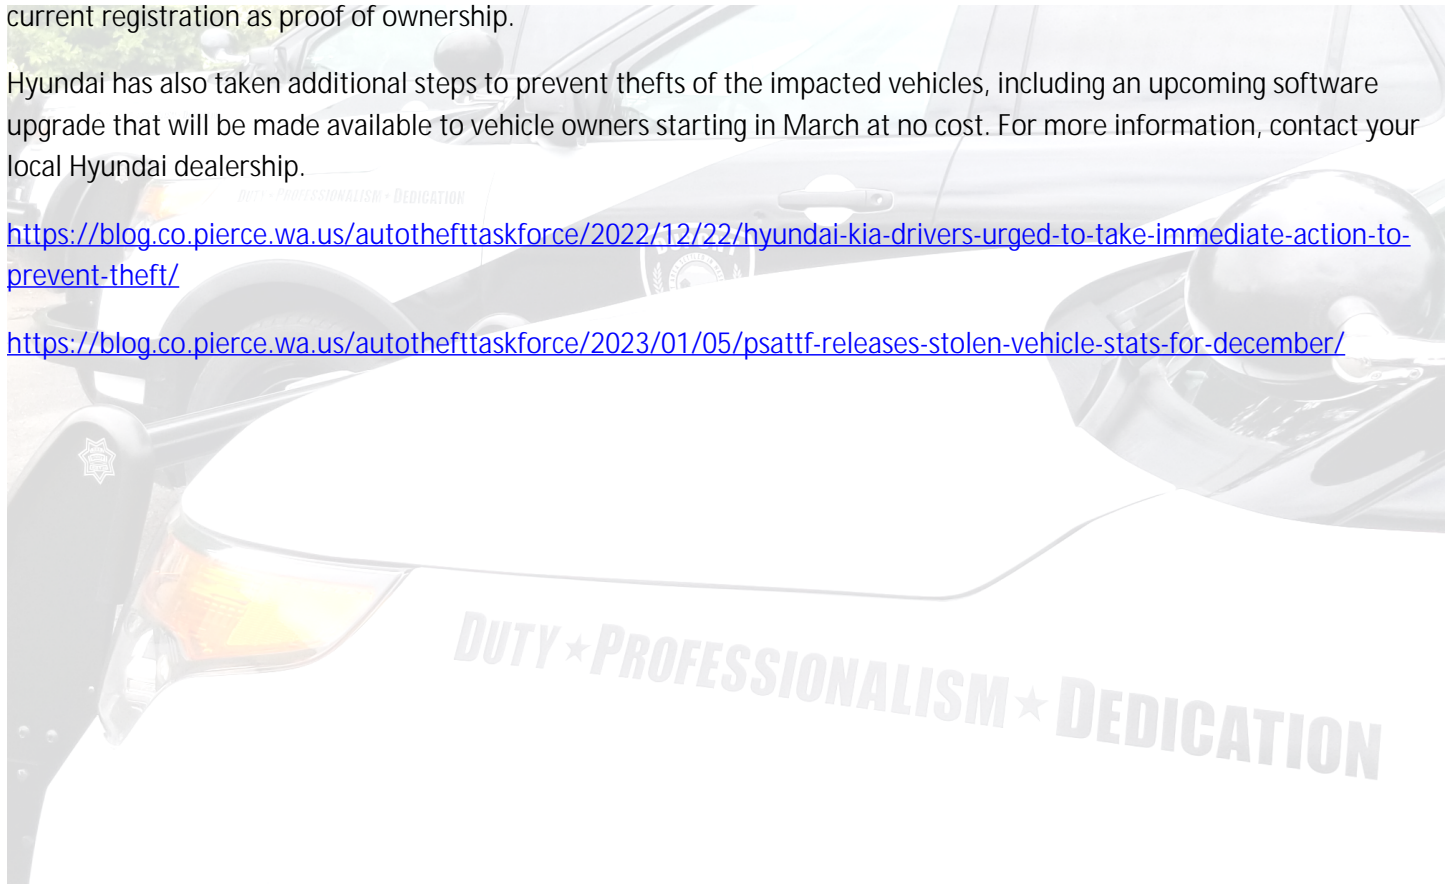 current registration as proof of ownership.
Hyundai has also taken additional steps to prevent thefts of the impacted vehicles, including an upcoming software
upgrade that will be made available to vehicle owners starting in March at no cost. For more information, contact your
local Hyundai dealership.
DUTY★PROFESSIONALISM★DEDICATION
https://blog.co.pierce.wa.us/autothefttaskforce/2022/12/22/hyundai-kia-drivers-urged-to-take-immediate-action-to-
prevent-theft/
https://blog.co.pierce.wa.us/autothefttaskforce/2023/01/05/psattf-releases-stolen-vehicle-stats-for-december/
DUTY★PROFESSIONALISM★DEDICATION